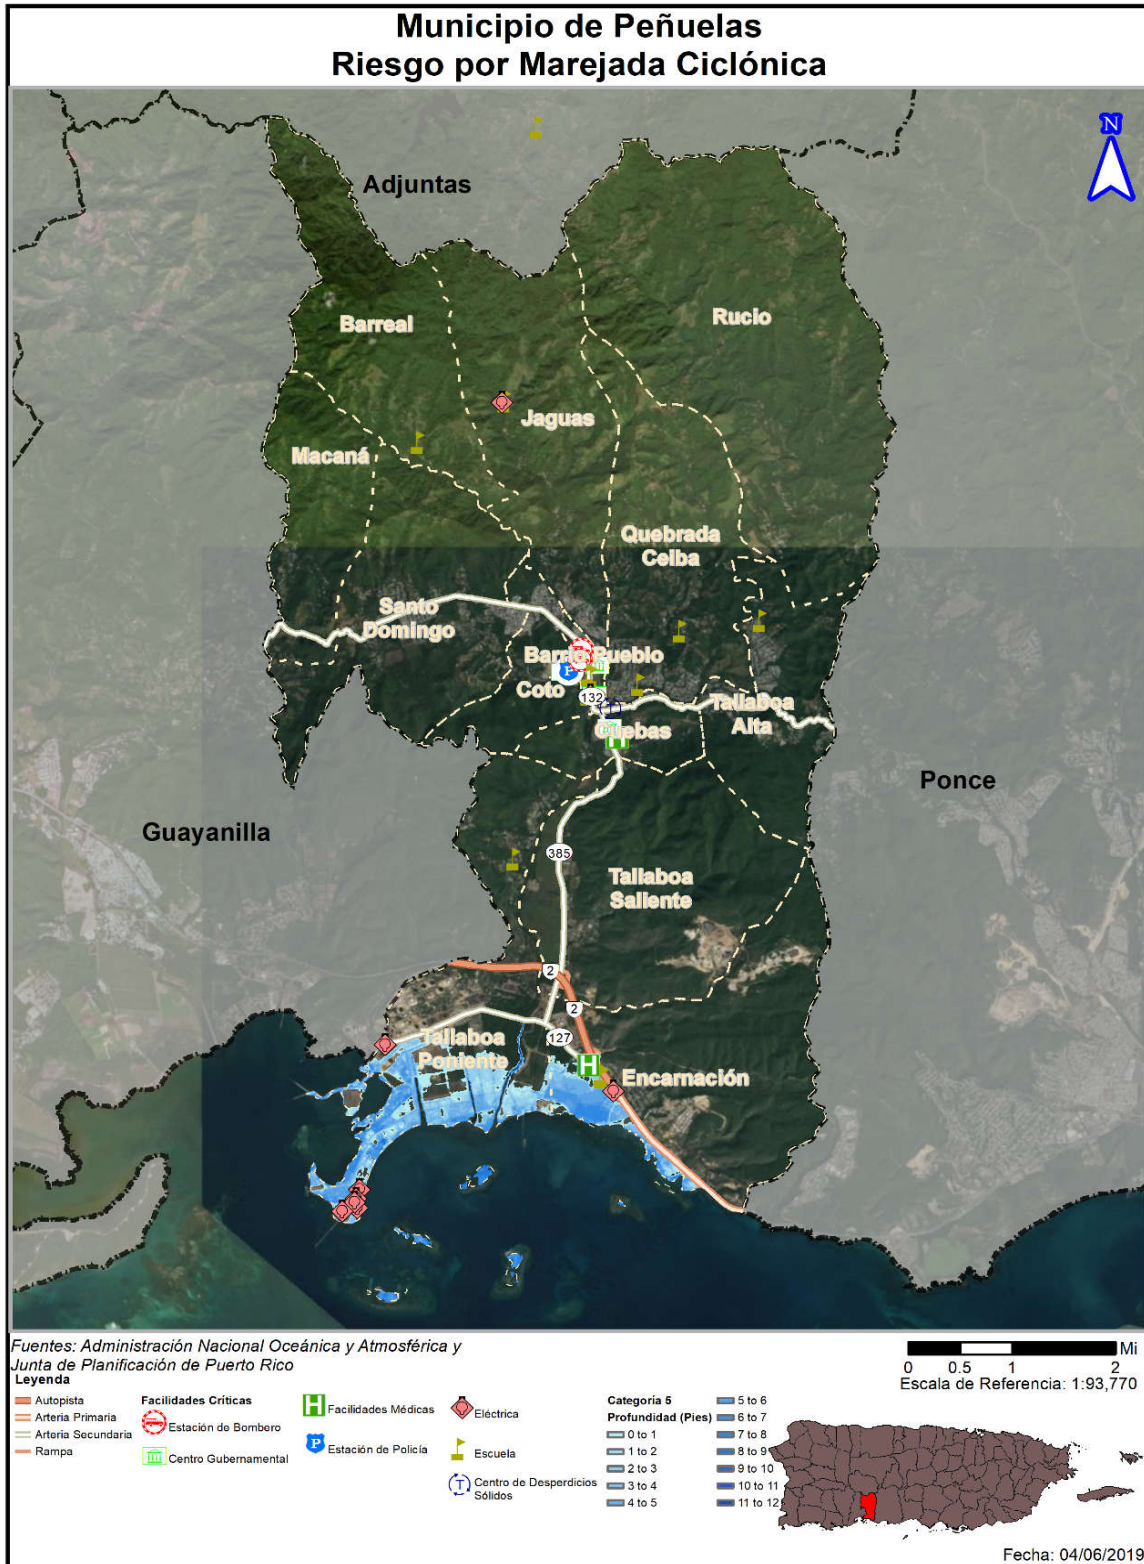 Municipio de Peñuelas
Riesgo por Marejada Ciclónica
N
Adjuntas
Barreal
Rucio
Jaguas
Macaná
Quebrada
Ceiba
Santo
Domingo
Barrio Pueblo
P
Coto
132
T
Tallaboa
Alta
Cuebas
H
Ponce
Guayanilla
385
Tallaboa
Saliente
2
2
127
Tallaboa
Poniente
H
Encarnación
Fuentes: Administración Nacional Oceánica y Atmosférica y
Junta de Planificación de Puerto Rico
0 0.5 1 2 Mi
Escala de Referencia: 1:93,770
Leyenda
Autopista
Arteria Primaria
Arteria Secundaria
Rampa
Facilidades Críticas
Estación de Bombero
Centro Gubernamental
H Facilidades Médicas
P Estación de Policía
Eléctrica
Escuela
T Centro de Desperdicios
Sólidos
Categoría 5
Profundidad (Pies)
0 to 1
1 to 2
2 to 3
3 to 4
4 to 5
5 to 6
6 to 7
7 to 8
8 to 9
9 to 10
10 to 11
11 to 12
Fecha: 04/06/2019